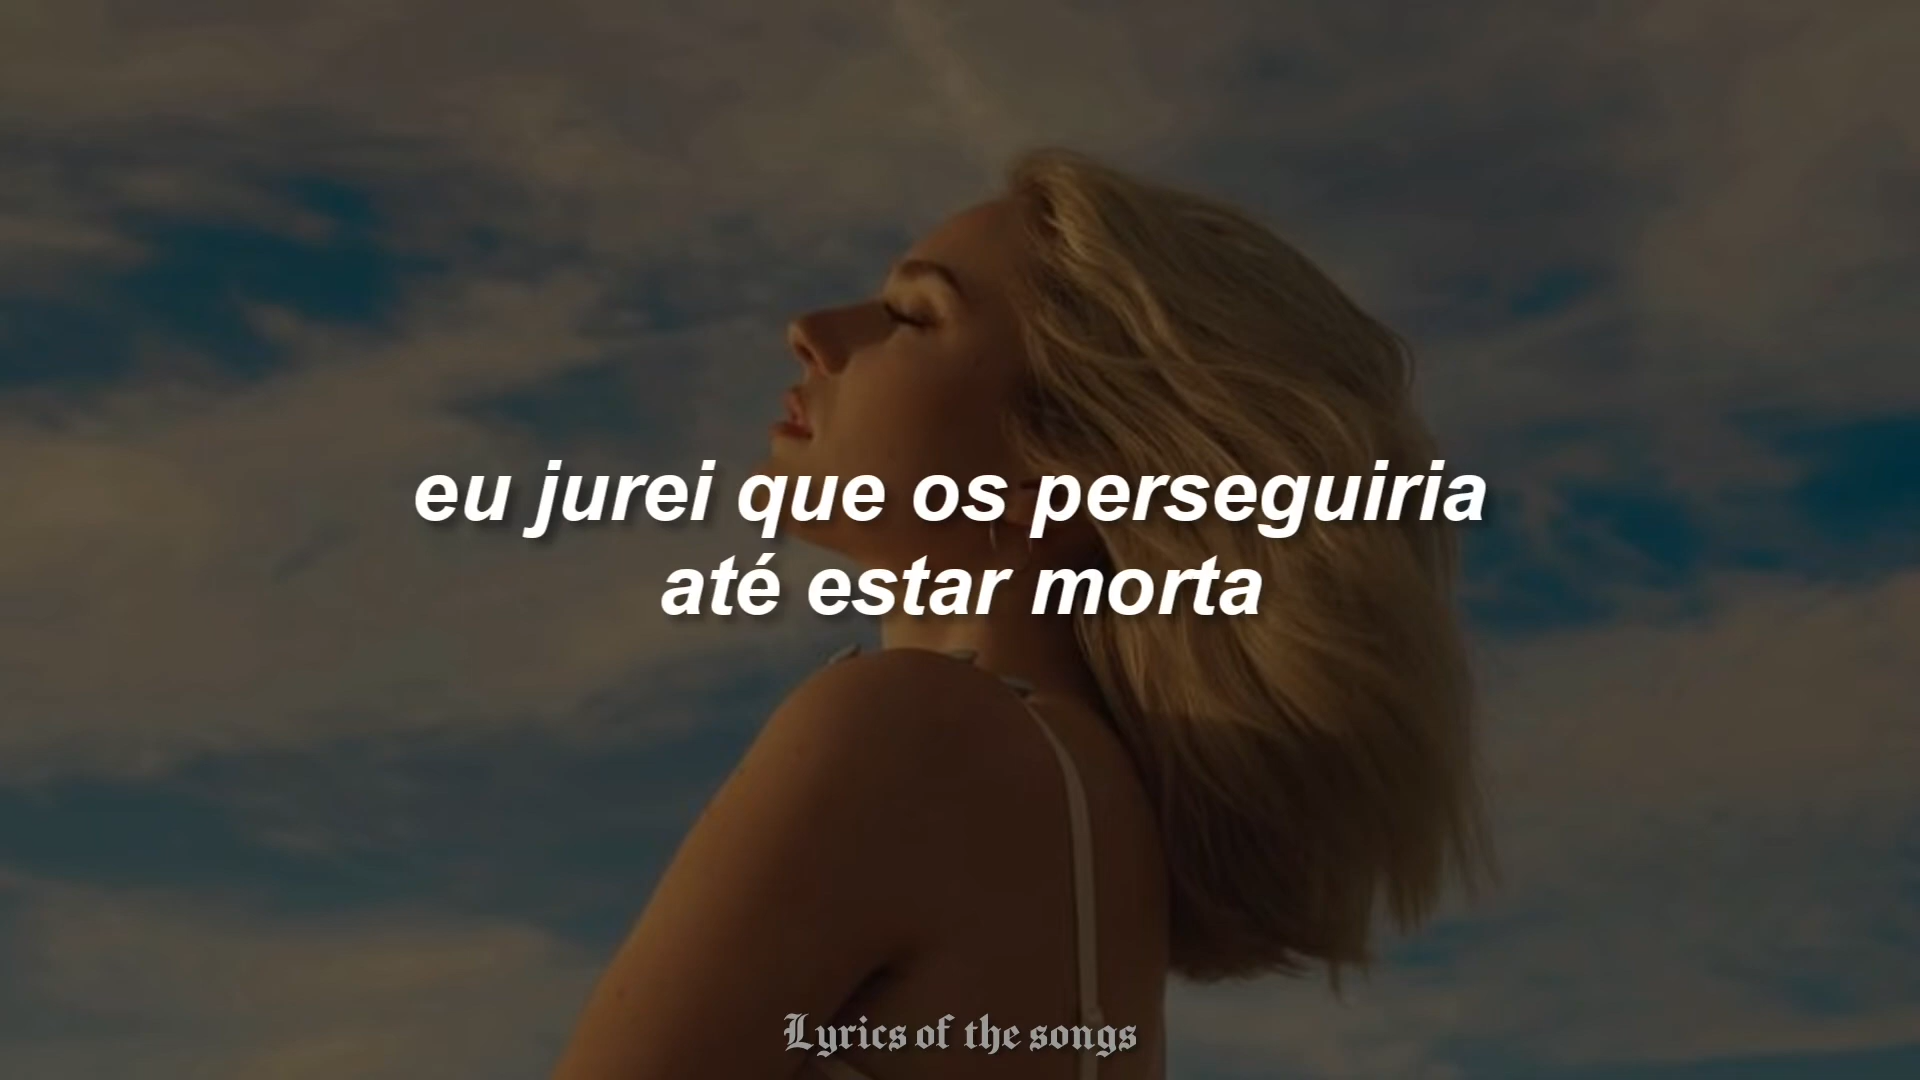 eu jurei que os perseguiria
até estar morta
Lyrics of the songs